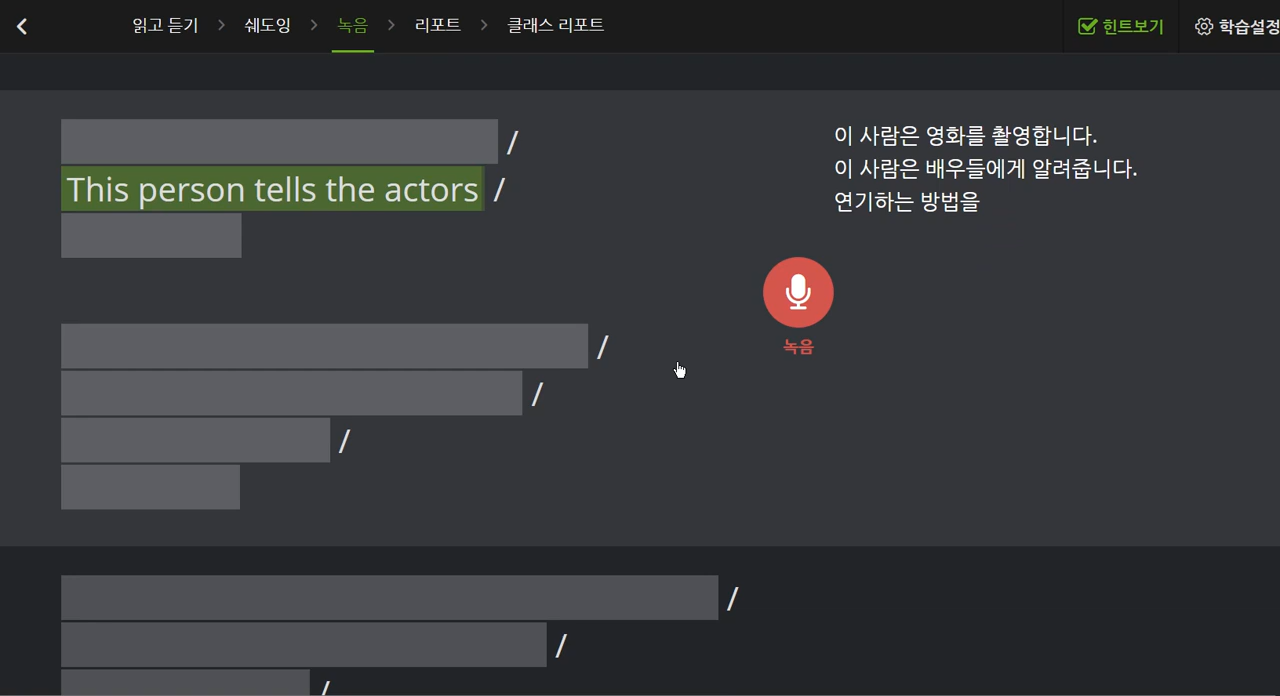 읽고 듣기 > 쉐도잉 > 녹음 > 리포트 > 클래스 리포트
힌트보기
학습설정
/
This person tells the actors /
이 사람은 영화를 촬영합니다.
이 사람은 배우들에게 알려줍니다.
연기하는 방법을
녹음
/
/
/
/
/
/